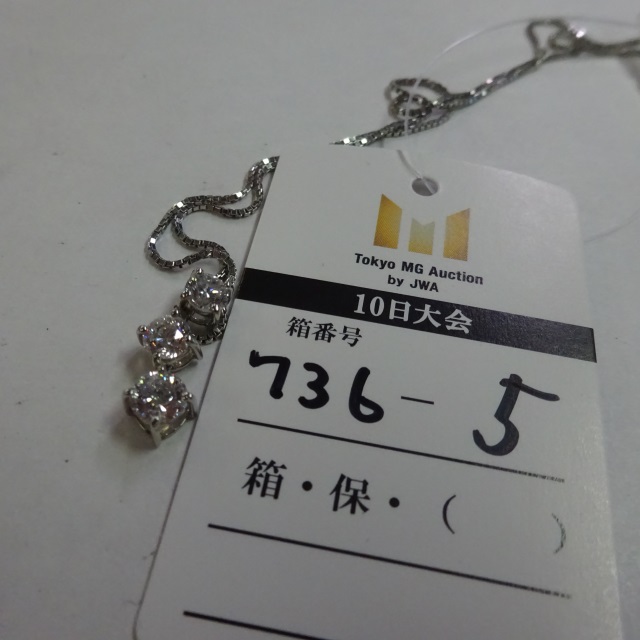 Tokyo MG Auction
by JWA
10日大会
箱番号
736-5
箱・保・(　　)